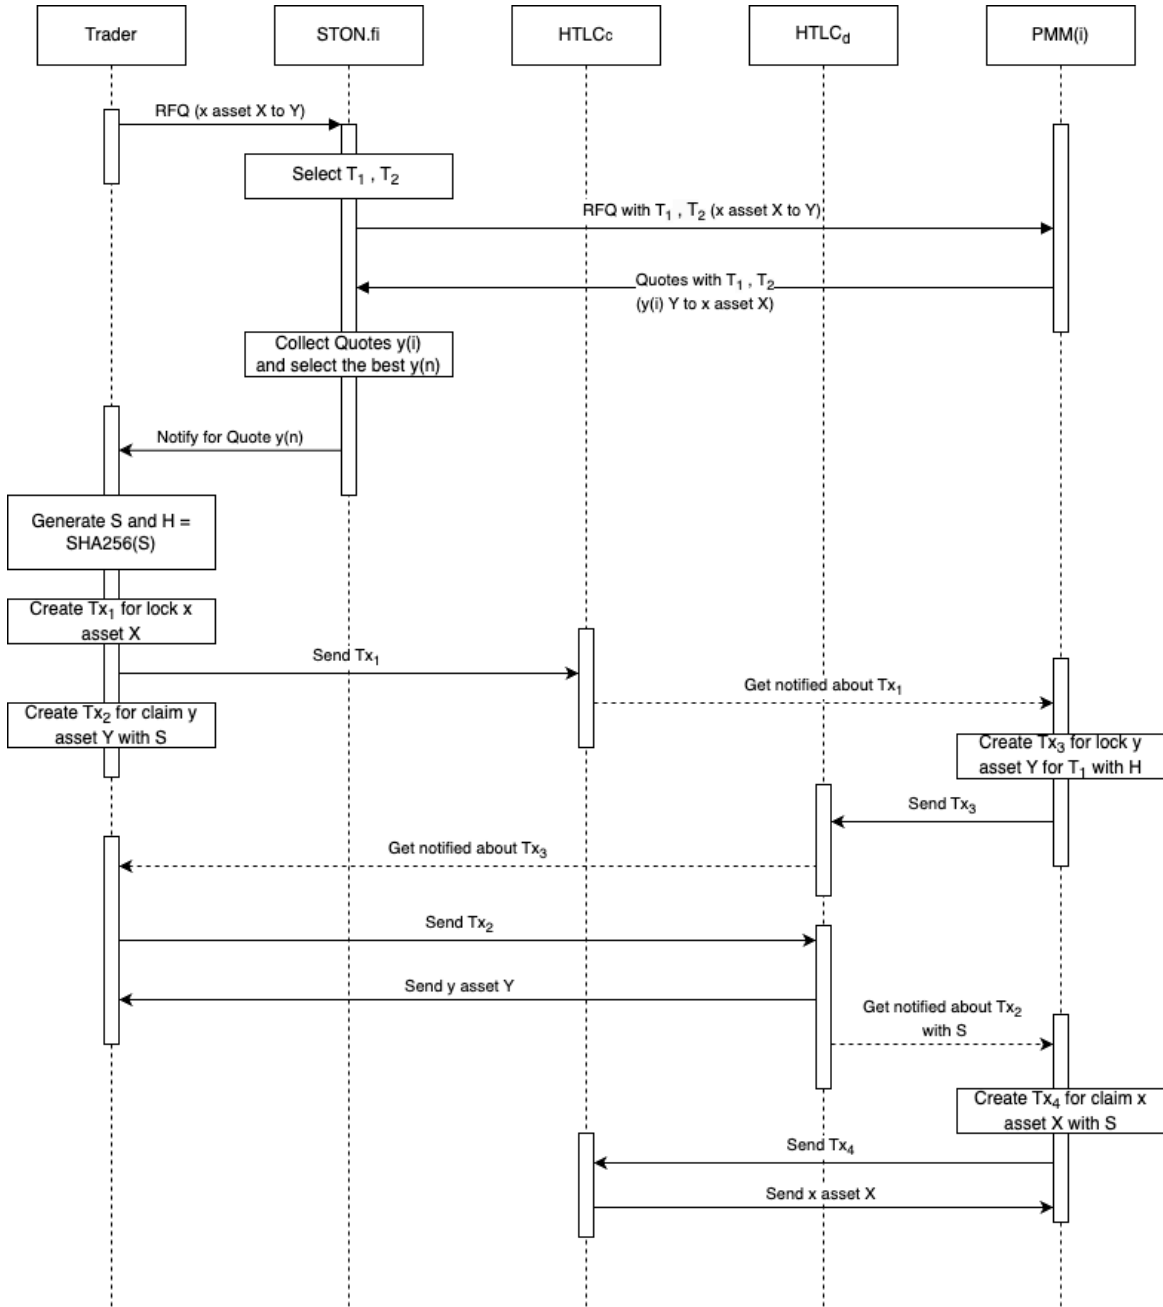 Trader
STON.fi
HTLCc
HTLCd
PMM(i)
RFQ (x asset X to Y)
Select T1 , T2
RFQ with T1 , T2 (x asset X to Y)
Quotes with T1 , T2
(y(i) Y to x asset X)
Collect Quotes y(i)
and select the best y(n)
Notify for Quote y(n)
Generate S and H =
SHA256(S)
Create Tx1 for lock x
asset X
Send Tx1
Get notified about Tx1
Create Tx2 for claim y
asset Y with S
Create Tx3 for lock y
asset Y for T1 with H
Send Tx3
Get notified about Tx3
Send Tx2
Send y asset Y
Get notified about Tx2
with S
Create Tx4 for claim x
asset X with S
Send Tx4
Send x asset X